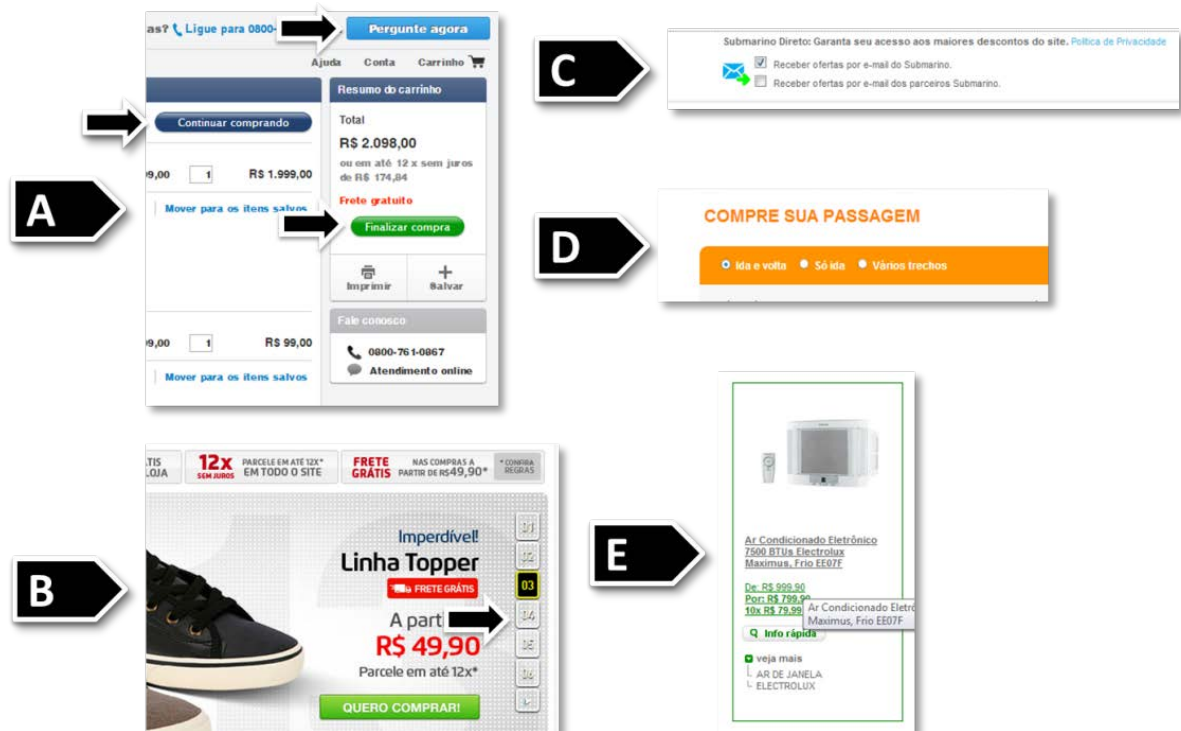 as? Ligue para 0800-
Pergunte agora
Ajuda Conta Carrinho
Resumo do carrinho
Continuar comprando
Total
R$ 2.098,00
ou em até 12 x sem juros
de R$ 174,84
Frete gratuito
Finalizar compra
9,00 1 R$ 1.999,00
Mover para os itens salvos
Imprimir Salvar
Fale conosco
0800-761-0867
Atendimento online
9,00 1 R$ 99,00
Mover para os itens salvos
A
C
Submarino Direto: Garanta seu acesso aos maiores descontos do site. Política de Privacidade
Receber ofertas por e-mail do Submarino.
Receber ofertas por e-mail dos parceiros Submarino.
D
COMPRE SUA PASSAGEM
Ida e volta Só ida Vários trechos
B
TIS
LOJA
12x
SEM JUROS
PARCELE EM ATÉ 12X*
EM TODO O SITE
FRETE
GRÁTIS
NAS COMPRAS A
PARTIR DE R$49,90*
*CONFIRA
REGRAS
Imperdível!
Linha Topper
FRETE GRÁTIS
A parti
R$ 49,90
Parcele em até 12x*
QUERO COMPRAR!
01
02
03
04
05
06
E
Ar Condicionado Eletrônico
7500 BTUs Electrolux
Maximus, Frio EE07F
De: R$ 999,90
Por: R$ 799,90
10x R$ 79,99
Ar Condicionado Eletrô
Maximus, Frio EE07F
Info rápida
veja mais
AR DE JANELA
ELECTROLUX